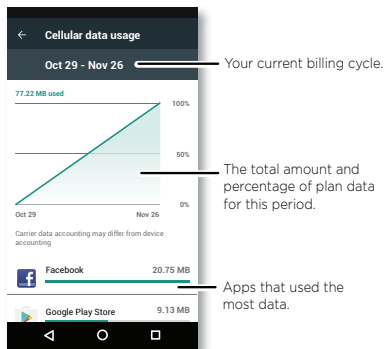 Cellular data usage
Oct 29 - Nov 26
Your current billing cycle.
77.22 MB used
100%
50%
0%
Oct 29
Nov 26
The total amount and
percentage of plan data
for this period.
Carrier data accounting may differ from device
accounting
Facebook
20.75 MB
Apps that used the
most data.
Google Play Store
9.13 MB